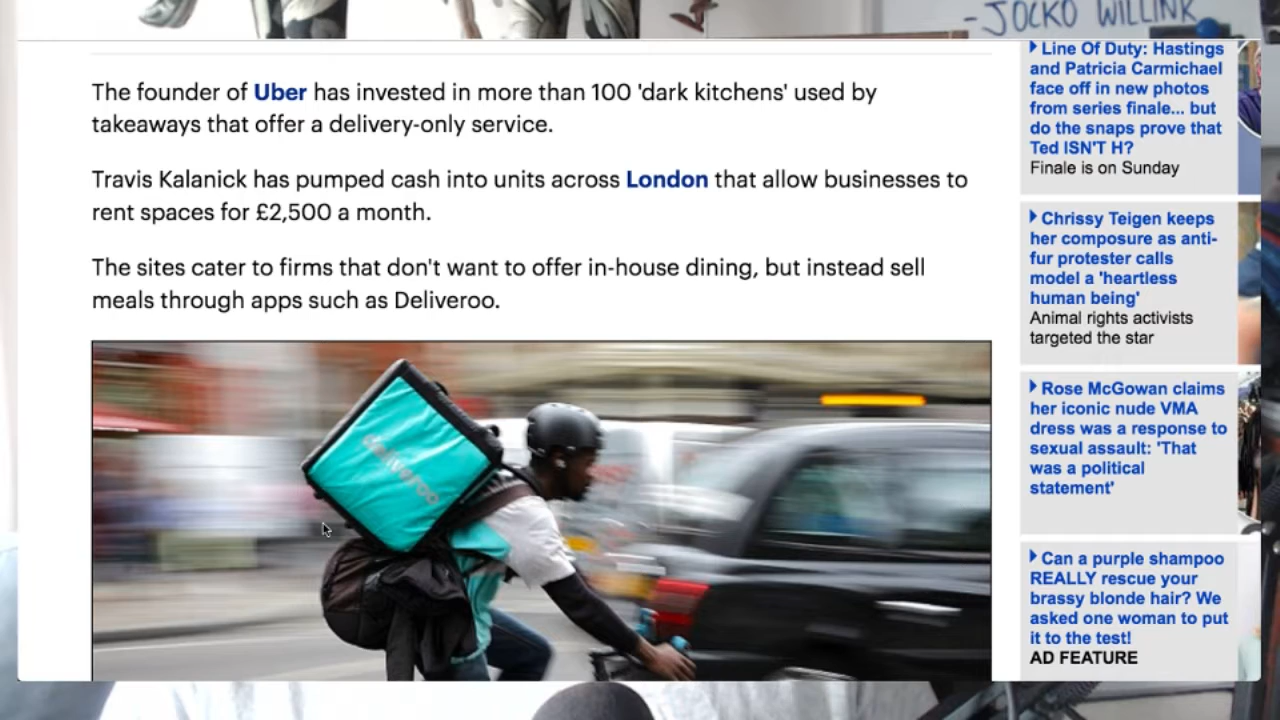 -JOCKO WILLINK
The founder of Uber has invested in more than 100 'dark kitchens' used by
takeaways that offer a delivery-only service.
Travis Kalanick has pumped cash into units across London that allow businesses to
rent spaces for £2,500 a month.
The sites cater to firms that don't want to offer in-house dining, but instead sell
meals through apps such as Deliveroo.
deliveroo
Line Of Duty: Hastings
and Patricia Carmichael
face off in new photos
from series finale... but
do the snaps prove that
Ted ISN'T H?
Finale is on Sunday
Chrissy Teigen keeps
her composure as anti-
fur protester calls
model a 'heartless
human being'
Animal rights activists
targeted the star
Rose McGowan claims
her iconic nude VMA
dress was a response to
sexual assault: 'That
was a political
statement'
Can a purple shampoo
REALLY rescue your
brassy blonde hair? We
asked one woman to put
it to the test!
AD FEATURE